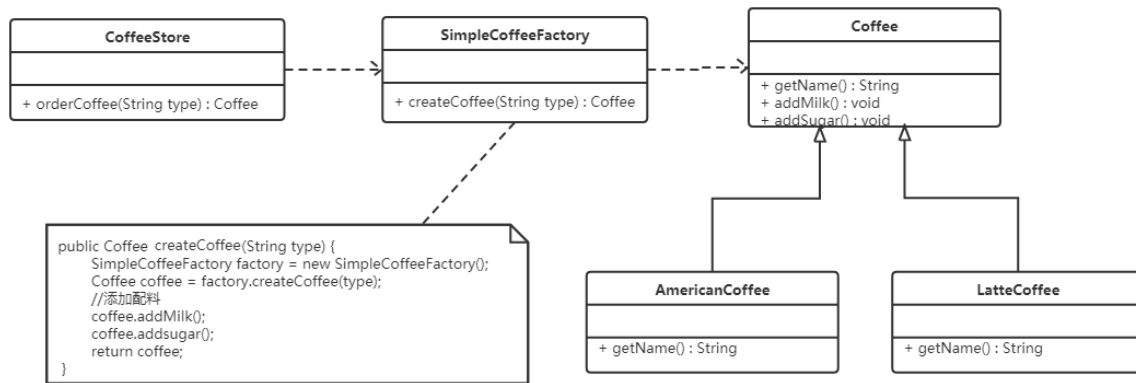 CoffeeStore
+ orderCoffee(String type) : Coffee
SimpleCoffeeFactory
+ createCoffee(String type) : Coffee
Coffee
+ getName() : String
+ addMilk() : void
+ addSugar() : void
public Coffee createCoffee(String type) {
SimpleCoffeeFactory factory = new SimpleCoffeeFactory();
Coffee coffee = factory.createCoffee(type);
//添加配料
coffee.addMilk();
coffee.addsugar();
return coffee;
}
AmericanCoffee
+ getName() : String
LatteCoffee
+ getName() : String